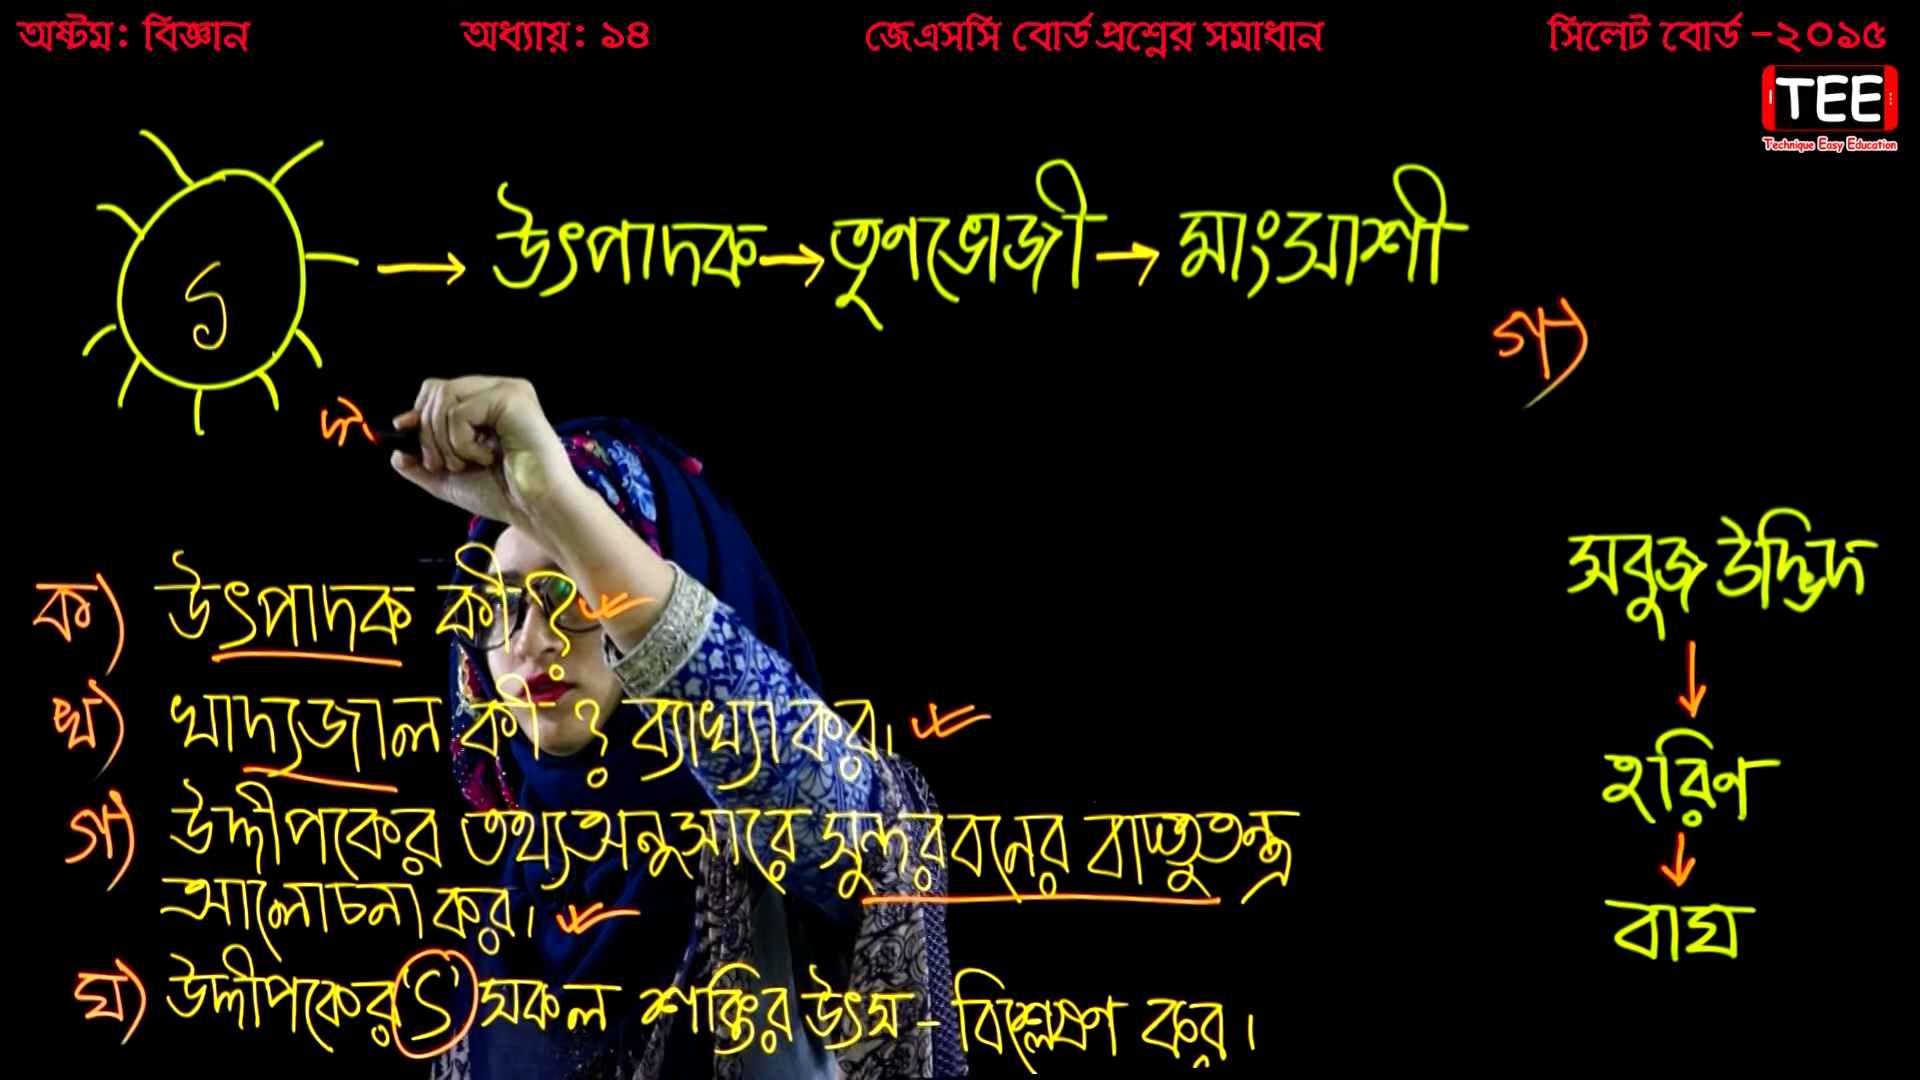 অষ্টম: বিজ্ঞান অধ্যায়: ১৪ জেএসসি বোর্ড প্রশ্নের সমাধান সিলেট বোর্ড -২০১৫
TEE
Technique Easy Education
S → উৎপাদক → তৃণভোজী → মাংসাশী
গ)
সবুজ উদ্ভিদ
↓
হরিণ
↓
বাঘ
ক) উৎপাদক কী?
খ) খাদ্যজাল কী? ব্যাখ্যা কর।
গ) উদ্দীপকের তথ্য অনুসারে সুন্দরবনের বাস্তুতন্ত্র
আলোচনা কর।
ঘ) উদ্দীপকের 'S' সকল শক্তির উৎস - বিশ্লেষণ কর।